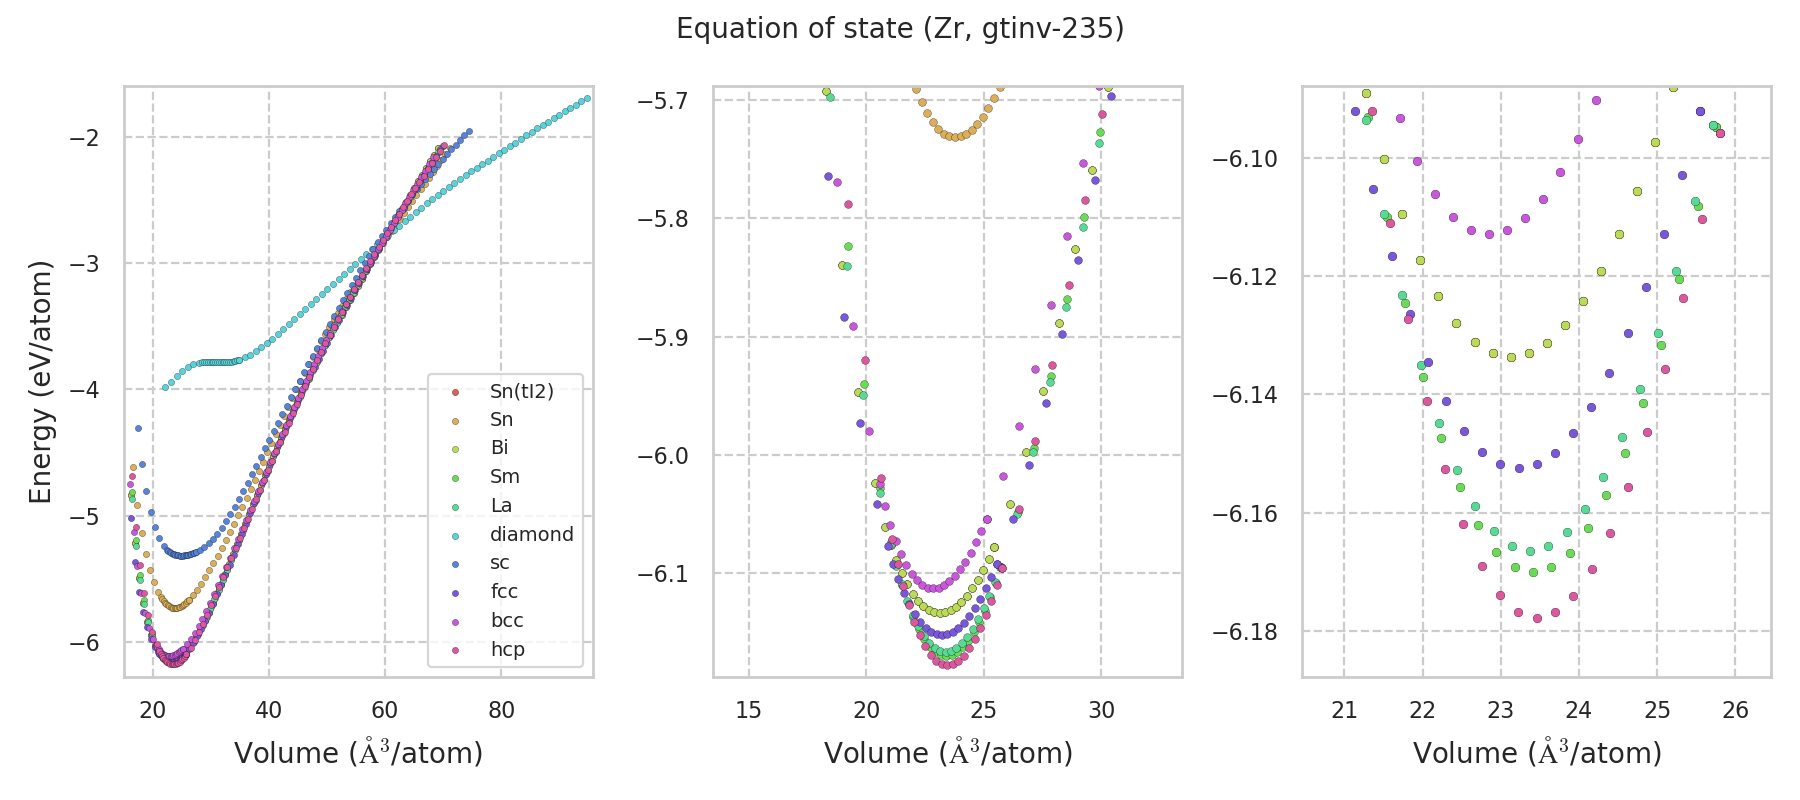 Equation of state (Zr, gtinv-235)
Energy (eV/atom)
−2
−3
−4
−5
−6
20
40
60
80
Volume (Å³/atom)
Sn(tI2)
Sn
Bi
Sm
La
diamond
sc
fcc
bcc
hcp
−5.7
−5.8
−5.9
−6.0
−6.1
15
20
25
30
Volume (Å³/atom)
−6.10
−6.12
−6.14
−6.16
−6.18
21
22
23
24
25
26
Volume (Å³/atom)